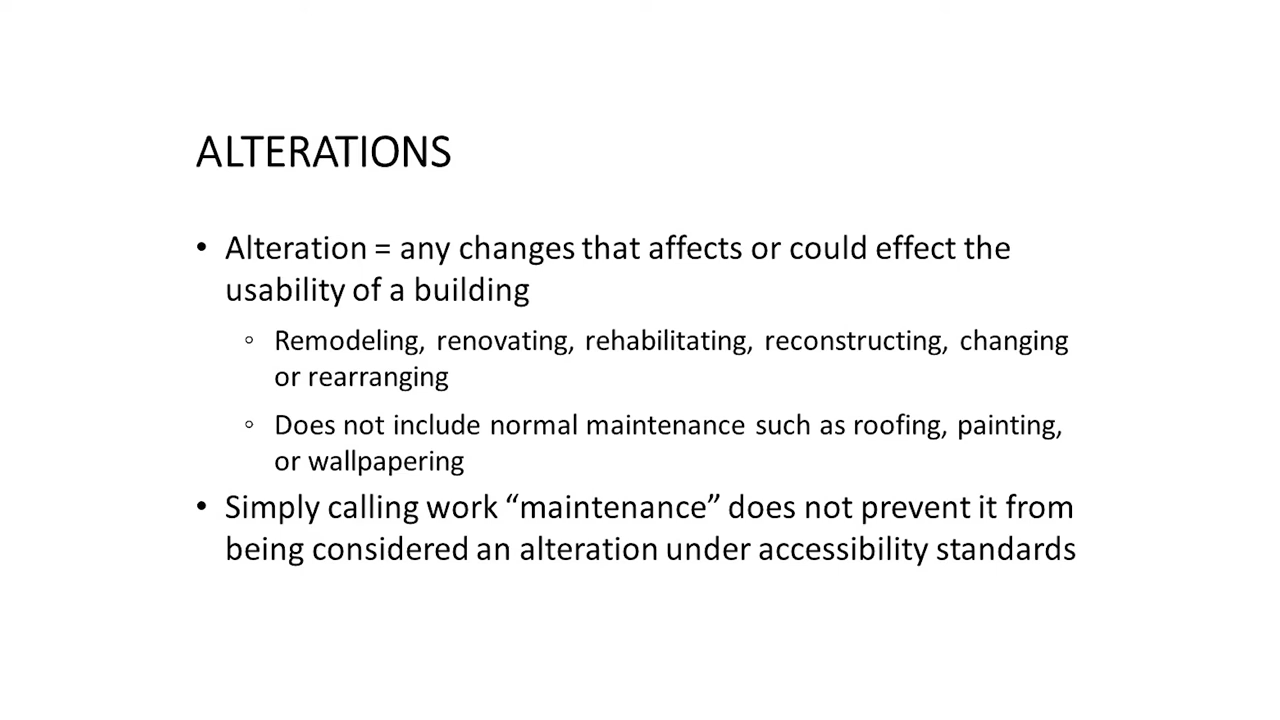 ALTERATIONS
• Alteration = any changes that affects or could effect the
usability of a building
◦ Remodeling, renovating, rehabilitating, reconstructing, changing
or rearranging
◦ Does not include normal maintenance such as roofing, painting,
or wallpapering
• Simply calling work “maintenance” does not prevent it from
being considered an alteration under accessibility standards